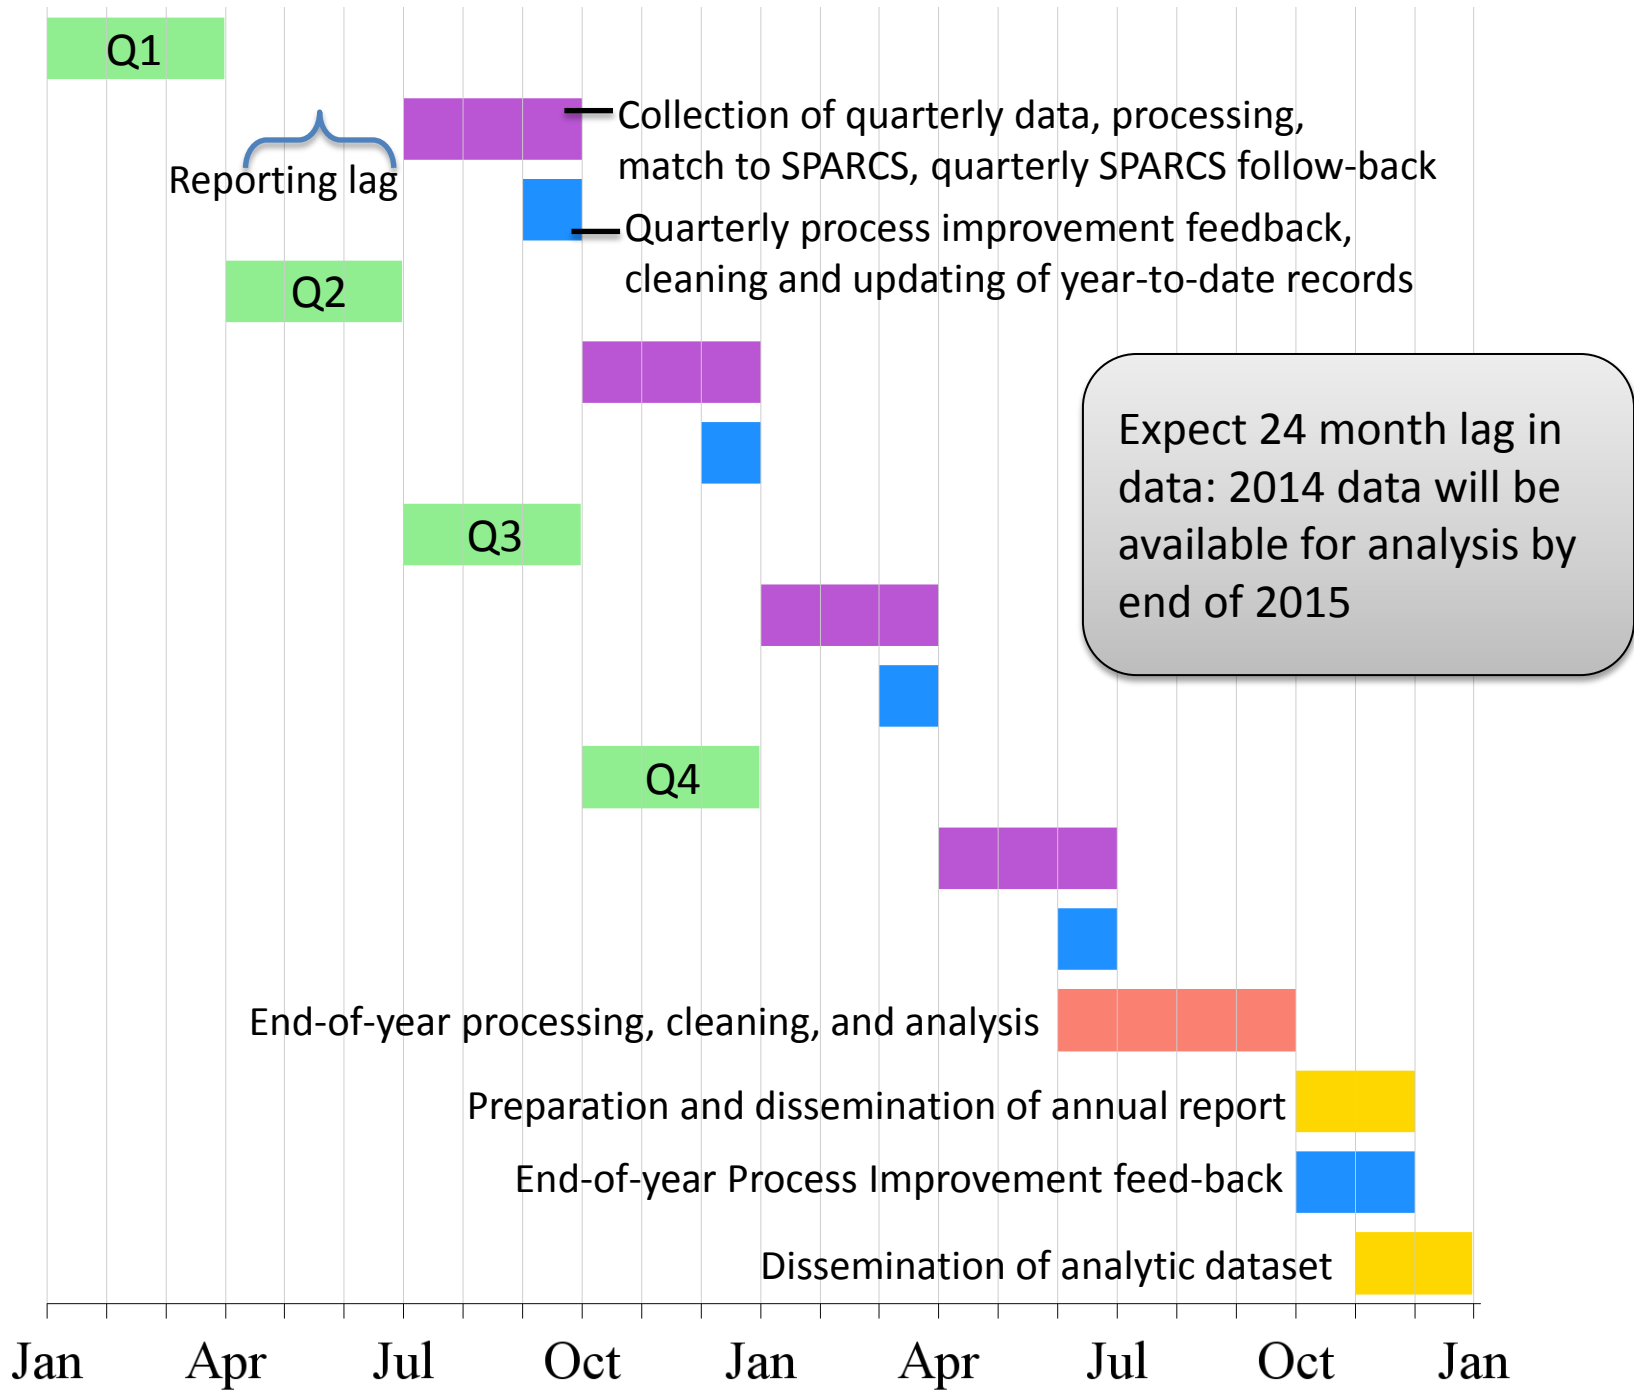 Q1
Collection of quarterly data, processing,
match to SPARCS, quarterly SPARCS follow-back
Reporting lag
Quarterly process improvement feedback,
cleaning and updating of year-to-date records
Q2
Expect 24 month lag in
data: 2014 data will be
available for analysis by
end of 2015
Q3
Q4
End-of-year processing, cleaning, and analysis
Preparation and dissemination of annual report
End-of-year Process Improvement feed-back
Dissemination of analytic dataset
Jan Apr Jul Oct Jan Apr Jul Oct Jan